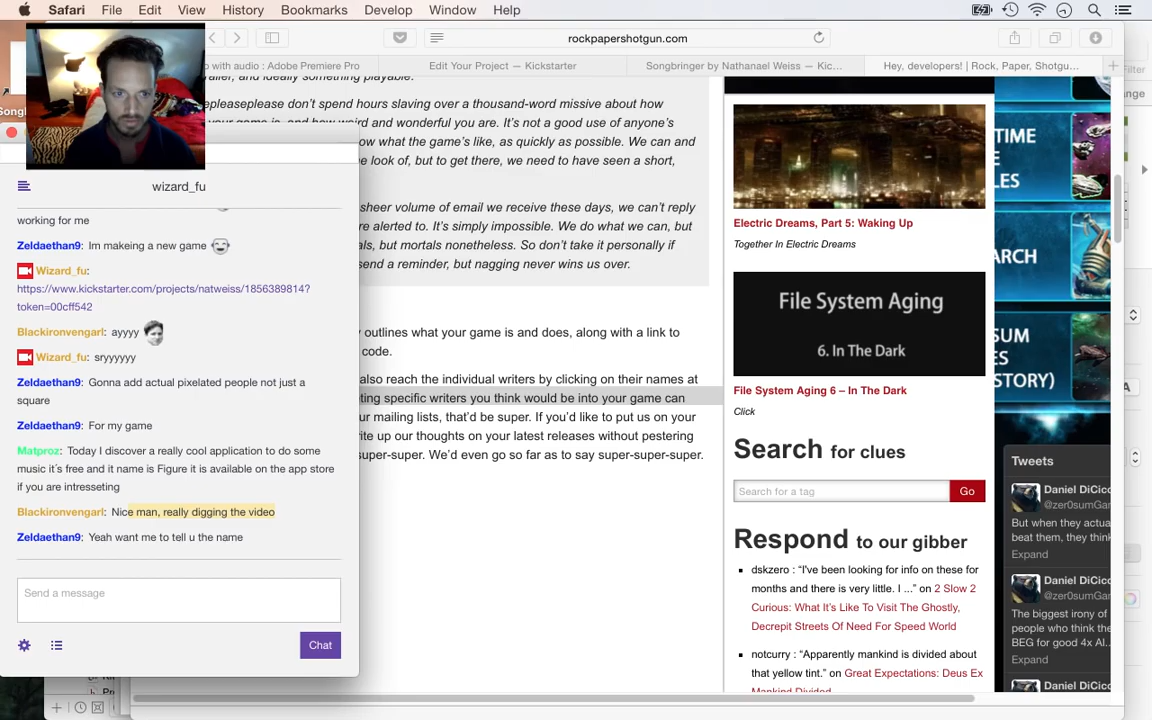 Safari File Edit View History Bookmarks Develop Window Help
rockpapershotgun.com
p with audio : Adobe Premiere Pro
Edit Your Project — Kickstarter
Songbringer by Nathanael Weiss — Kic...
Hey, developers! | Rock, Paper, Shotgu...
Filter
wizard_fu
working for me
Zeldaethan9: Im makeing a new game
Wizard_fu:
https://www.kickstarter.com/projects/natweiss/1856389814?
token=00cff542
Blackironvengarl: ayyyy
Wizard_fu: sryyyyyy
Zeldaethan9: Gonna add actual pixelated people not just a
square
Zeldaethan9: For my game
Matproz: Today I discover a really cool application to do some
music it´s free and it name is Figure it is available on the app store
if you are intresseting
Blackironvengarl: Nice man, really digging the video
Zeldaethan9: Yeah want me to tell u the name
Send a message
Chat
and ideally something playable.
epleaseplease don’t spend hours slaving over a thousand-word missive about how
your game is, and how weird and wonderful you are. It’s not a good use of anyone’s
ow what the game’s like, as quickly as possible. We can and
e look of, but to get there, we need to have seen a short,
sheer volume of email we receive these days, we can’t reply
e alerted to. It’s simply impossible. We do what we can, but
als, but mortals nonetheless. So don’t take it personally if
send a reminder, but nagging never wins us over.
y outlines what your game is and does, along with a link to
code.
also reach the individual writers by clicking on their names at
ting specific writers you think would be into your game can
ur mailing lists, that’d be super. If you’d like to put us on your
rite up our thoughts on your latest releases without pestering
super-super. We’d even go so far as to say super-super-super.
Electric Dreams, Part 5: Waking Up
Together In Electric Dreams
File System Aging
6. In The Dark
File System Aging 6 – In The Dark
Click
Search for clues
Search for a tag
Go
Respond to our gibber
dskzero : “I've been looking for info on these for
months and there is very little. I ...” on 2 Slow 2
Curious: What It’s Like To Visit The Ghostly,
Decrepit Streets Of Need For Speed World
notcurry : “Apparently mankind is divided about
that yellow tint.” on Great Expectations: Deus Ex
Mankind Divided
TIME
LES
ARCH
SUM
ES
STORY)
Tweets
Daniel DiCicc
@zer0sumGar
But when they actua
beat them, they think
Expand
Daniel DiCicc
@zer0sumGar
The biggest irony of
people who think the
BEG for good 4x AI...
Expand
Daniel DiCicc